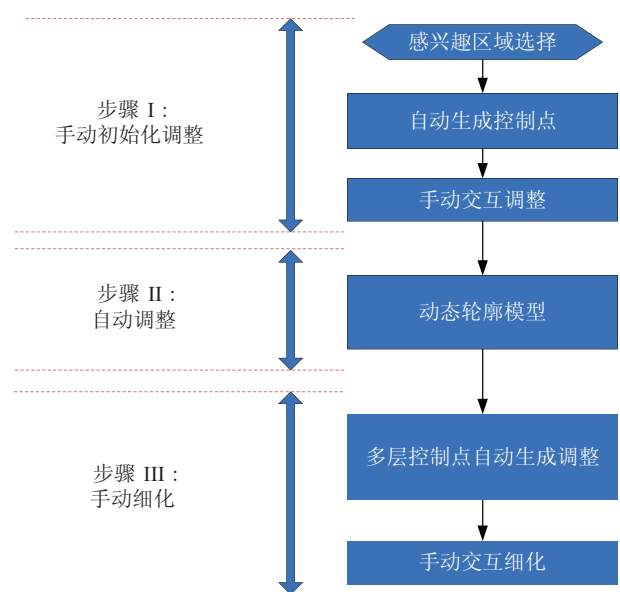 感兴趣区域选择
步骤 I：
手动初始化调整
自动生成控制点
手动交互调整
步骤 II：
自动调整
动态轮廓模型
步骤 III：
手动细化
多层控制点自动生成调整
手动交互细化